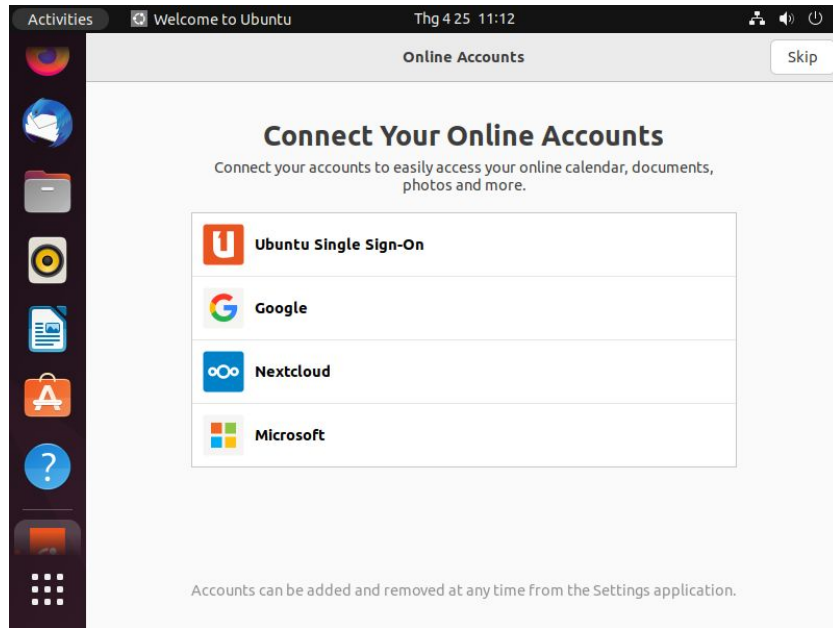 Activities
Welcome to Ubuntu
Thg 4 25 11:12
Online Accounts
Skip
Connect Your Online Accounts
Connect your accounts to easily access your online calendar, documents,
photos and more.
Ubuntu Single Sign-On
Google
Nextcloud
Microsoft
Accounts can be added and removed at any time from the Settings application.